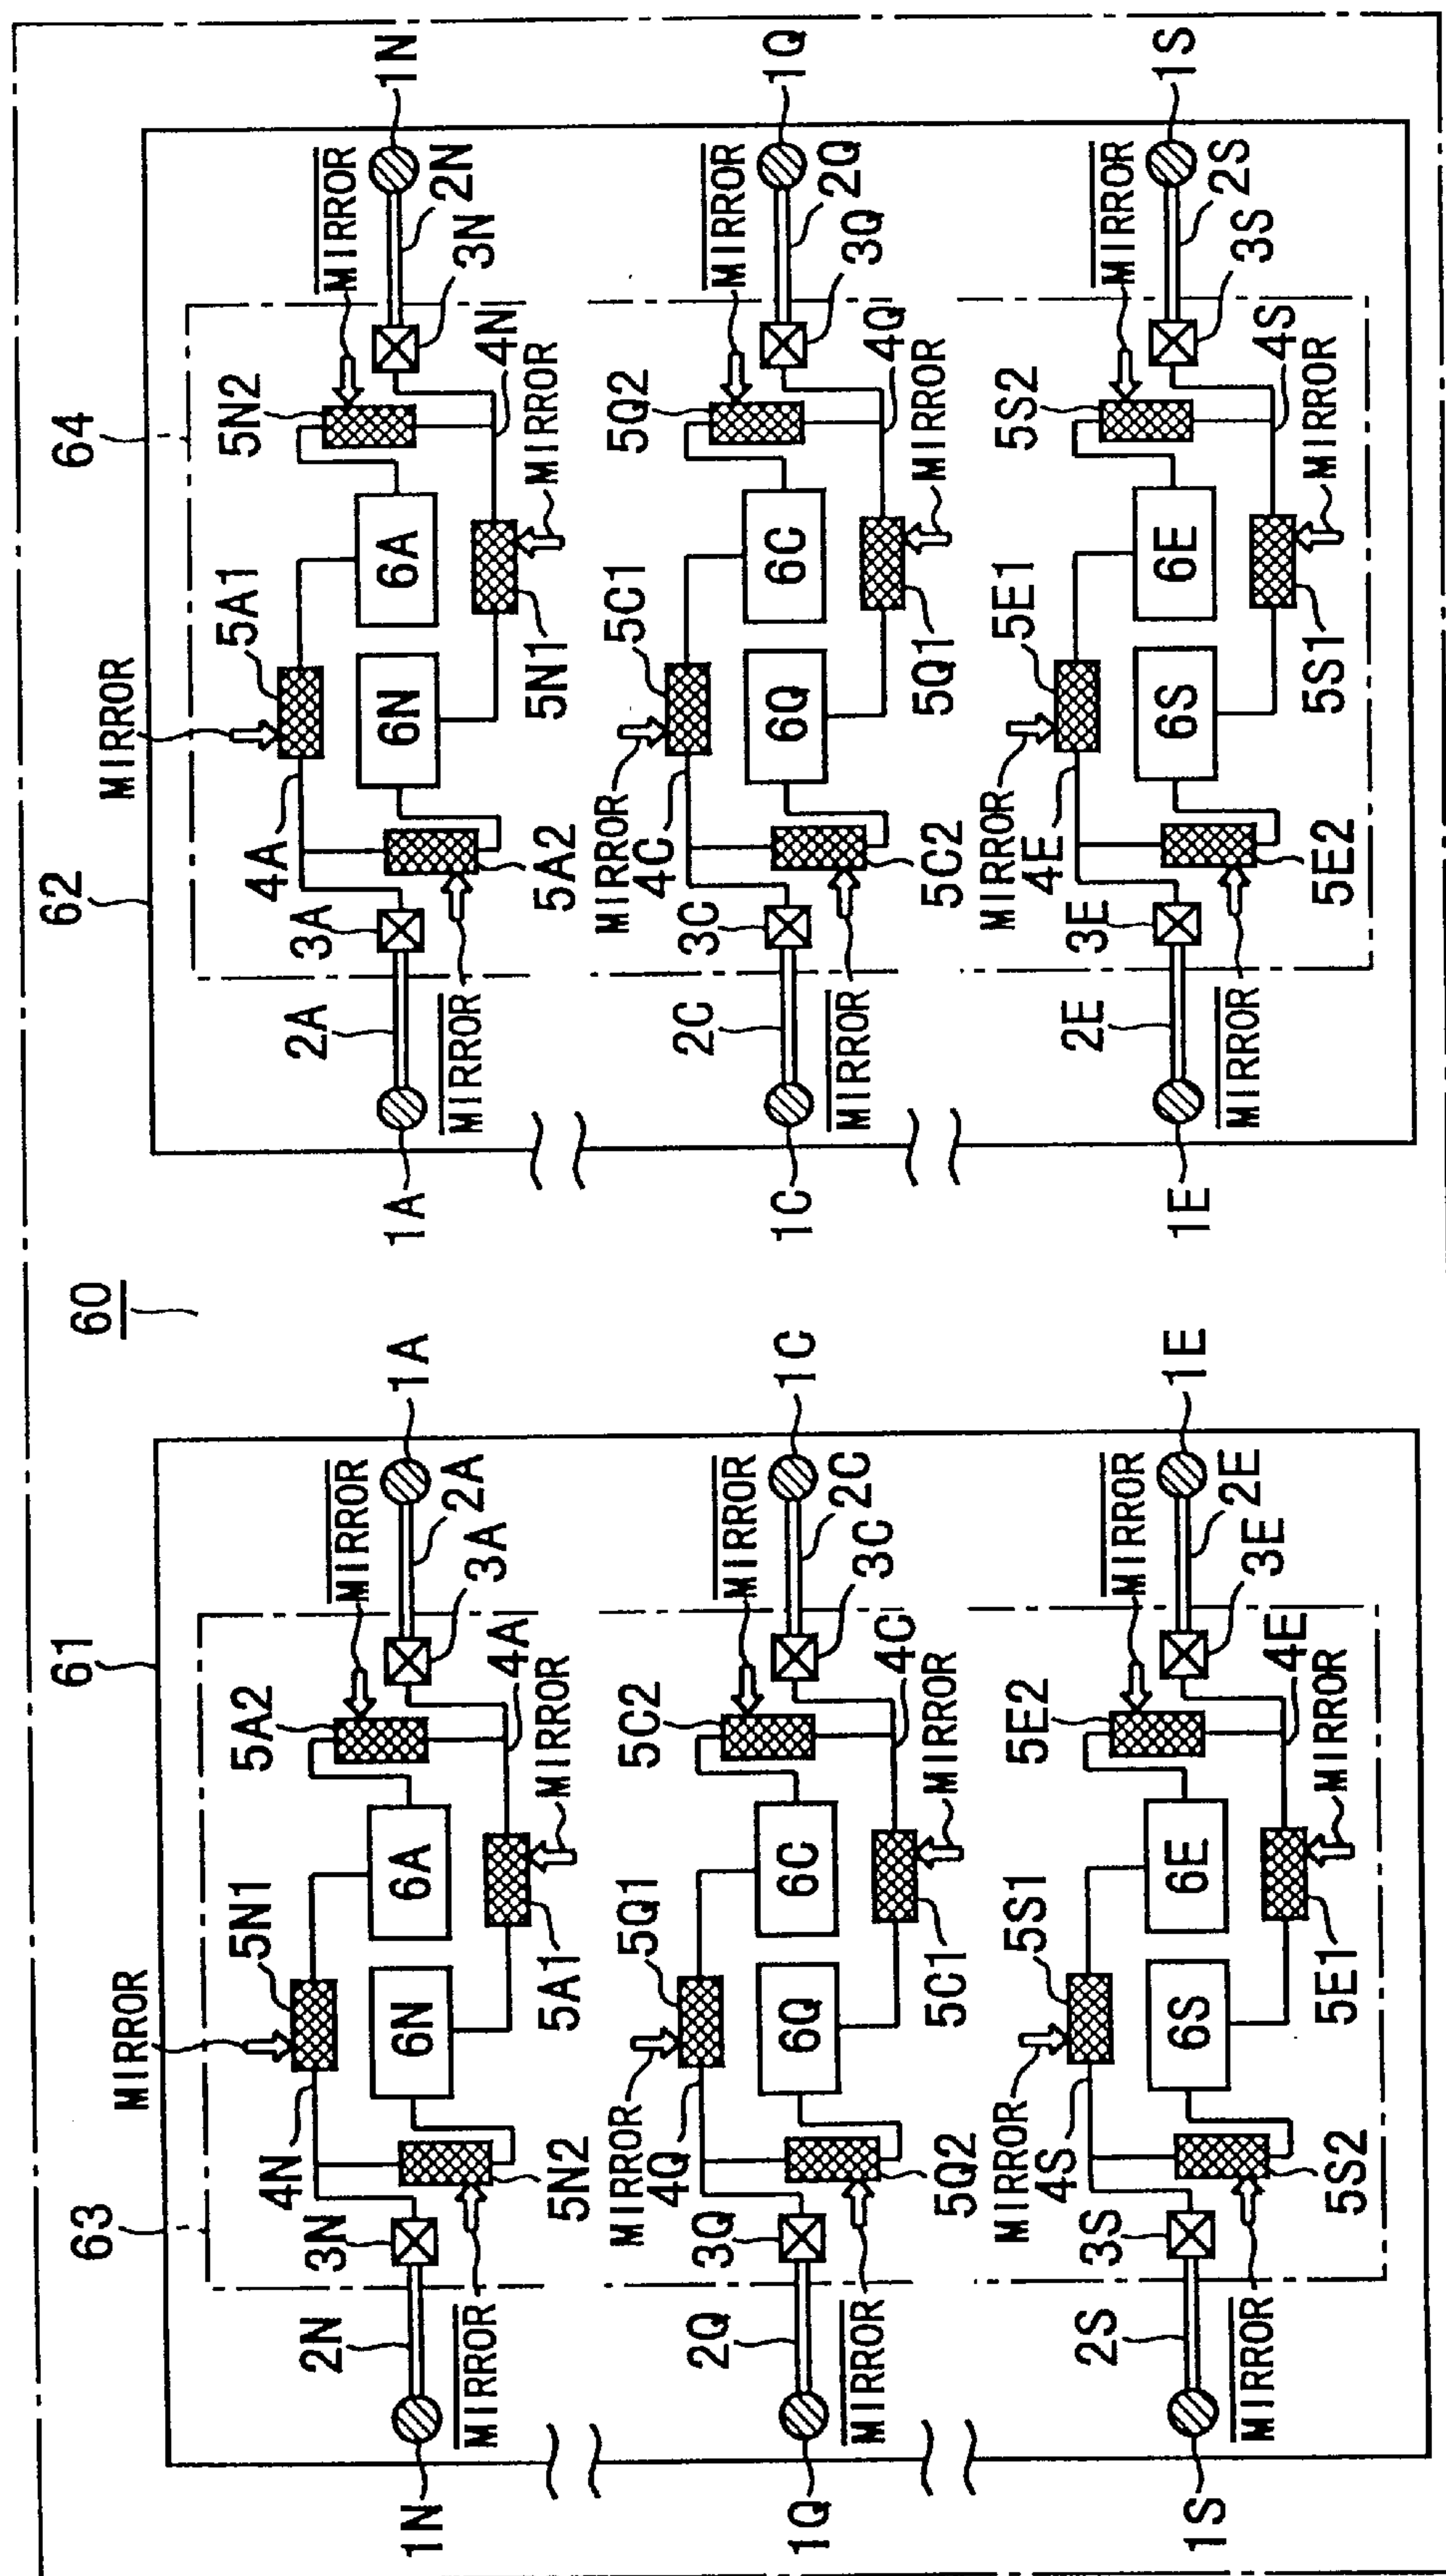 60
61
63
MIRROR
5N1
5A2
MIRROR
4N
6N
6A
2N
3N
2A
1N
1A
3A
MIRROR
5N2
5A1
4A
MIRROR
5Q1
5C2
MIRROR
MIRROR
4Q
6Q
6C
2Q
3Q
2C
1Q
1C
3C
MIRROR
5Q2
5C1
4C
MIRROR
5S1
5E2
MIRROR
MIRROR
4S
6S
6E
2S
3S
2E
1S
1E
3E
MIRROR
5S2
5E1
4E
MIRROR
62
64
MIRROR
5A1
5N2
MIRROR
4A
6N
6A
2A
3A
2N
1A
1N
3N
MIRROR
5A2
5N1
4N
MIRROR
5C1
5Q2
MIRROR
MIRROR
4C
6Q
6C
2C
3C
2Q
1C
1Q
3Q
MIRROR
5C2
5Q1
4Q
MIRROR
5E1
5S2
MIRROR
MIRROR
4E
6S
6E
2E
3E
2S
1E
1S
3S
MIRROR
5E2
5S1
4S
MIRROR